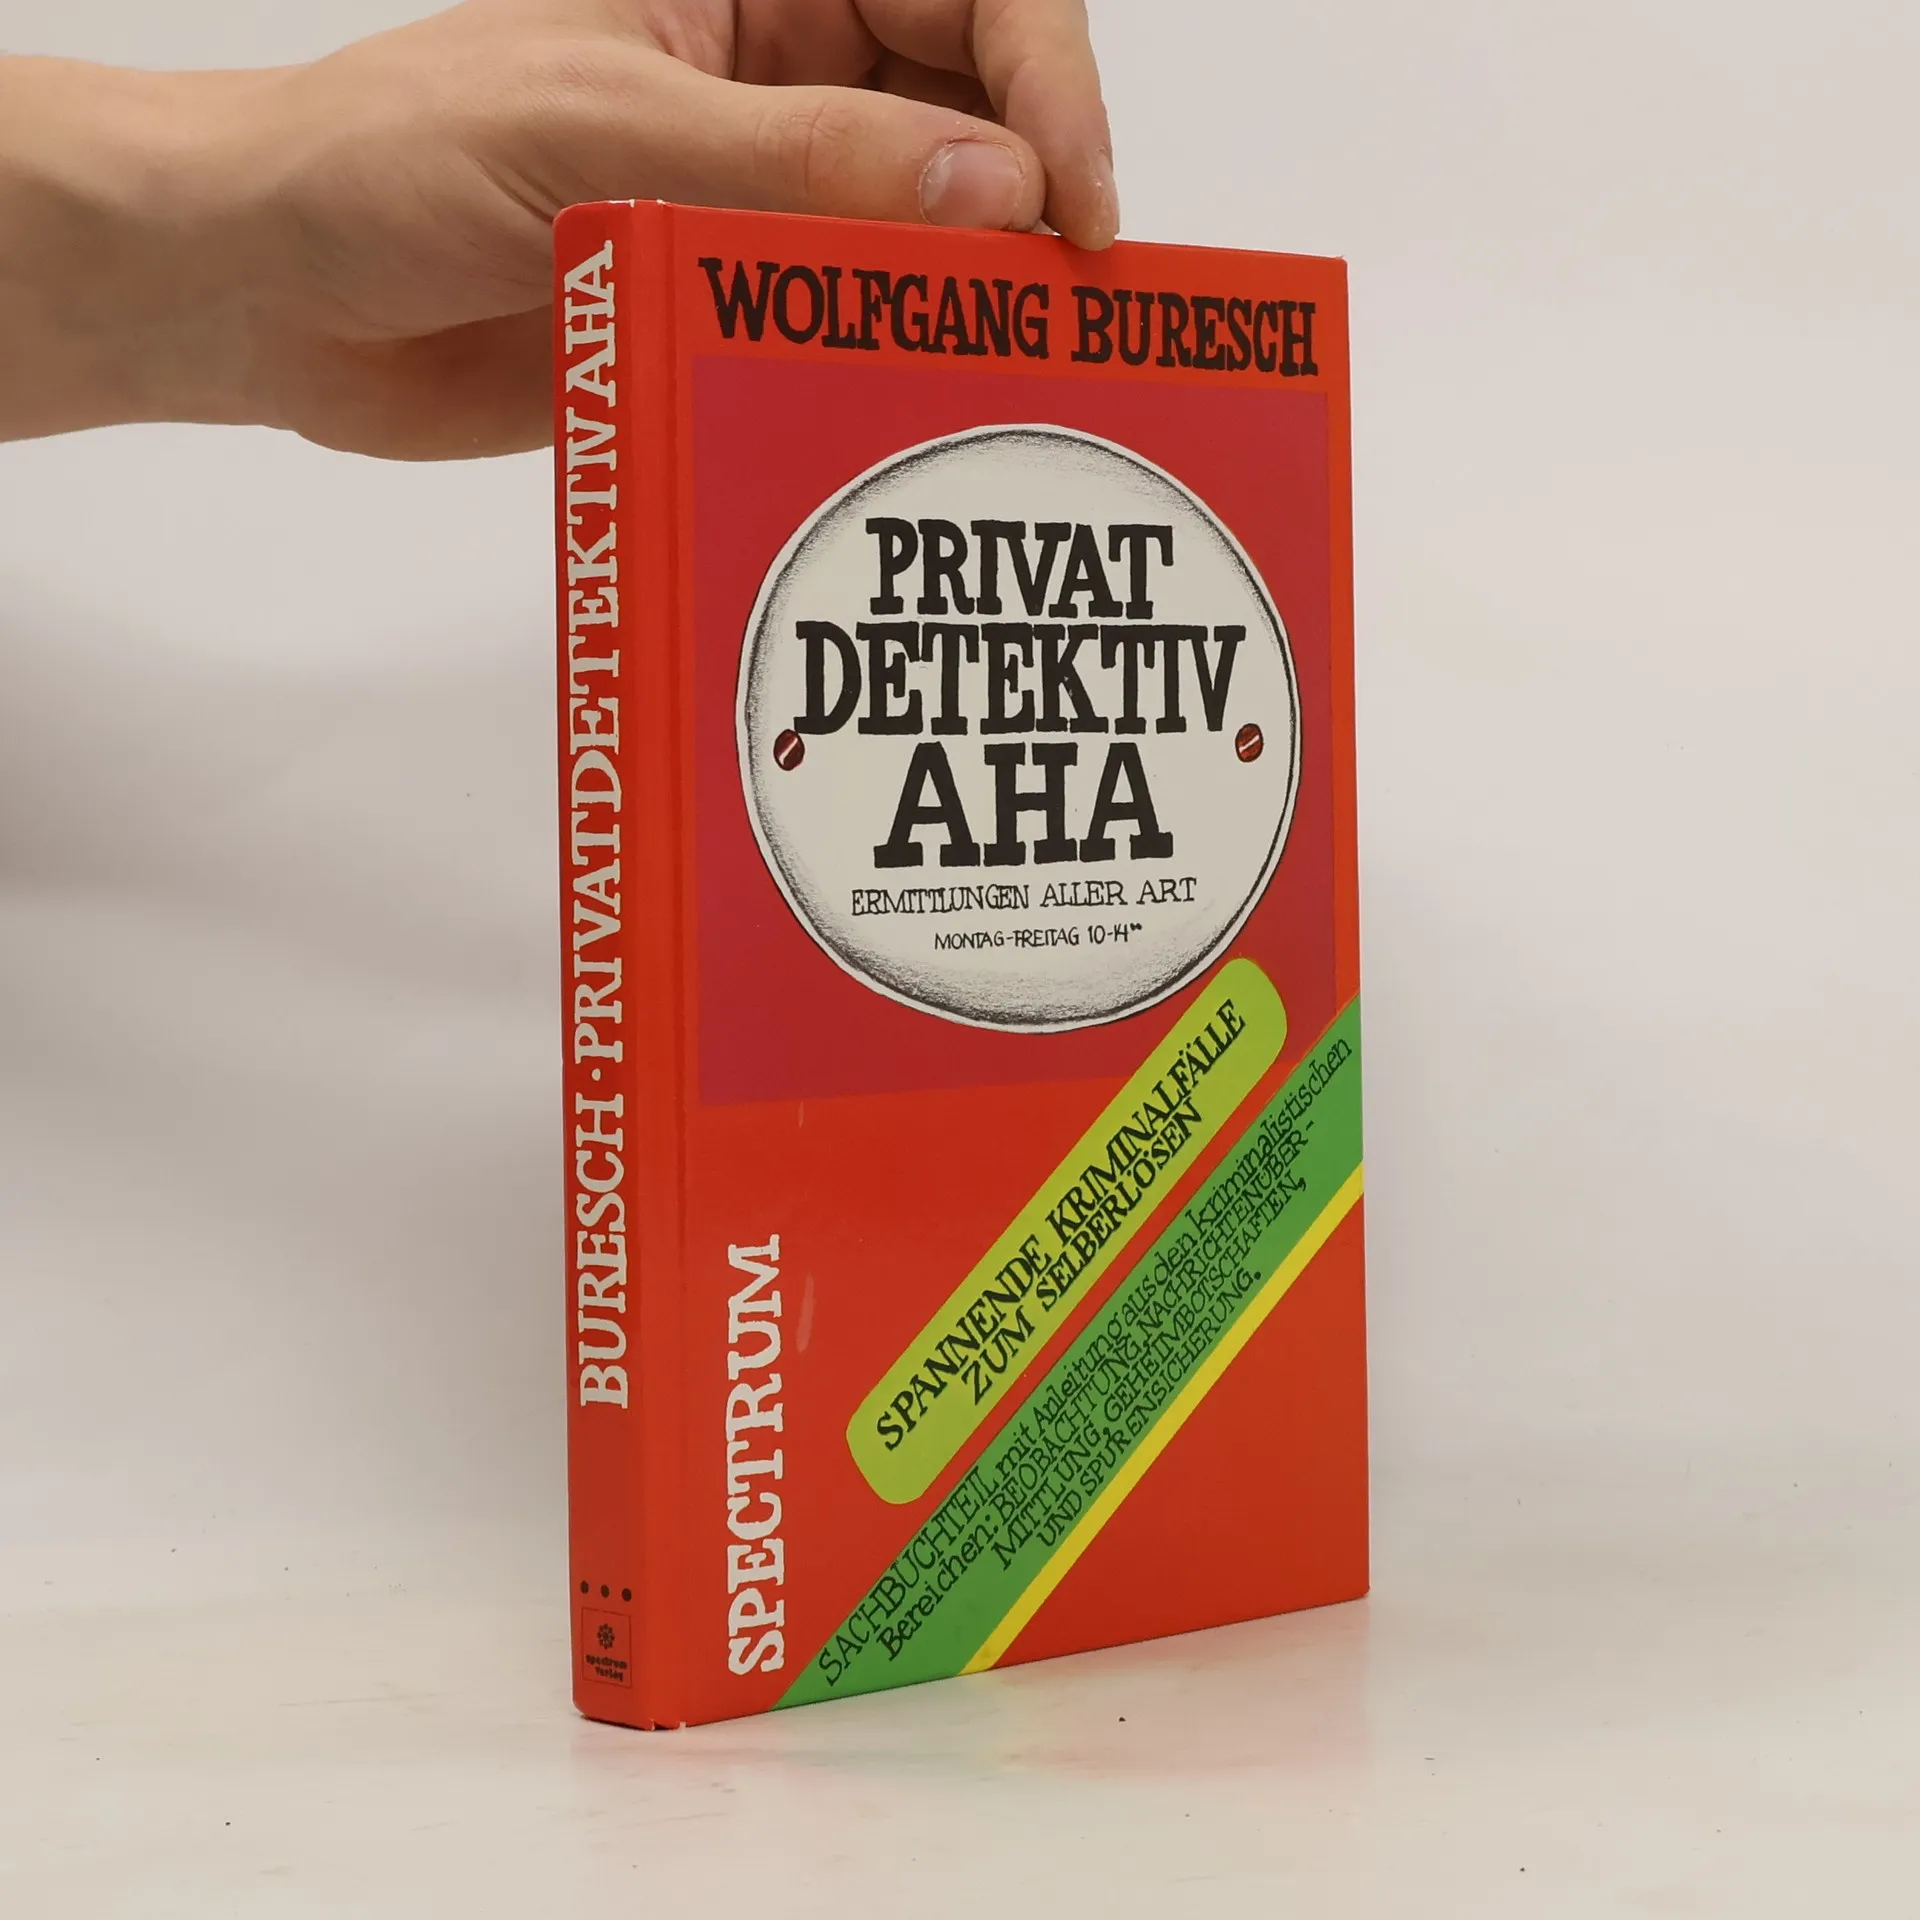 BURESCH · PRIVATDETEKTIV AHA
spectrum
verlag
WOLFGANG BURESCH
PRIVAT
DETEKTIV
AHA
ERMITTLUNGEN ALLER ART
MONTAG-FREITAG 10-14°°
SPANNENDE KRIMINALFÄLLE
ZUM SELBERLÖSEN
SACHBUCHTEIL mit Anleitung aus den kriminalistischen
Bereichen: BEOBACHTUNG, NACHRICHTENÜBER-
MITTLUNG, GEHEIMBOTSCHAFTEN,
UND SPURENSICHERUNG.
SPECTRUM